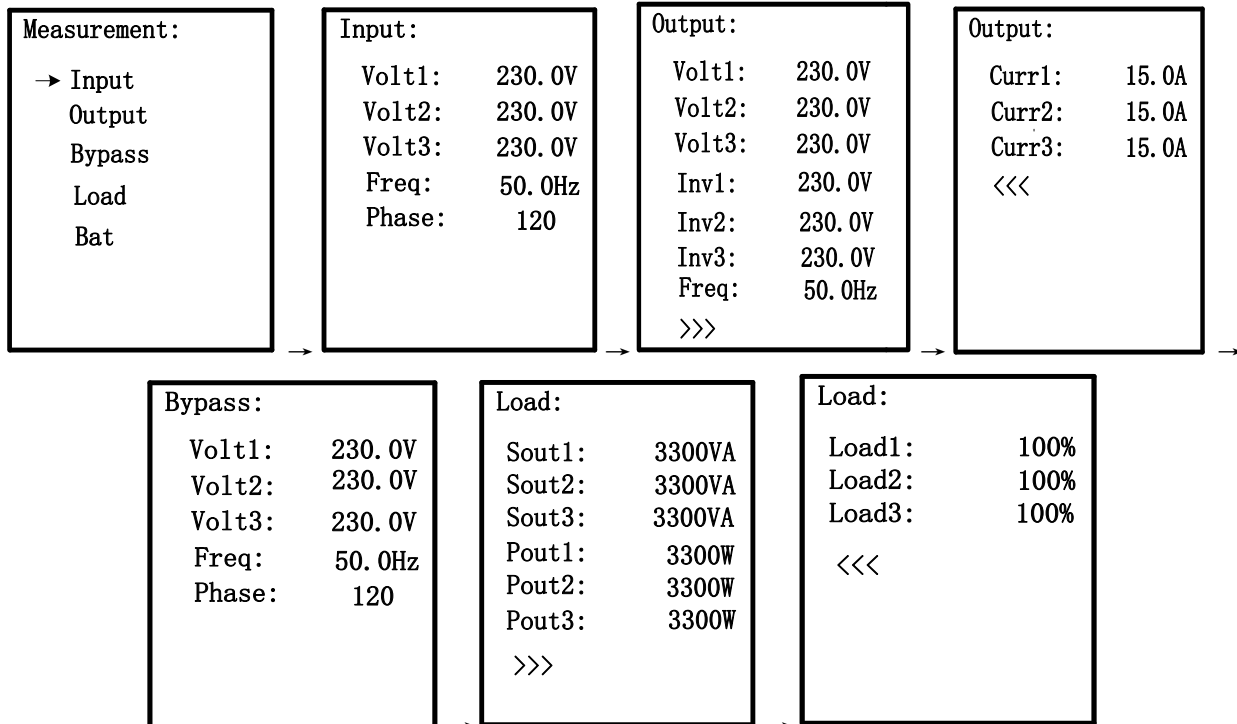 Measurement:
→ Input
Output
Bypass
Load
Bat
Input:
Volt1: 230.0V
Volt2: 230.0V
Volt3: 230.0V
Freq: 50.0Hz
Phase: 120
Output:
Volt1: 230.0V
Volt2: 230.0V
Volt3: 230.0V
Inv1: 230.0V
Inv2: 230.0V
Inv3: 230.0V
Freq: 50.0Hz
>>>
Output:
Curr1: 15.0A
Curr2: 15.0A
Curr3: 15.0A
<<<
Bypass:
Volt1: 230.0V
Volt2: 230.0V
Volt3: 230.0V
Freq: 50.0Hz
Phase: 120
Load:
Sout1: 3300VA
Sout2: 3300VA
Sout3: 3300VA
Pout1: 3300W
Pout2: 3300W
Pout3: 3300W
>>>
Load:
Load1: 100%
Load2: 100%
Load3: 100%
<<<